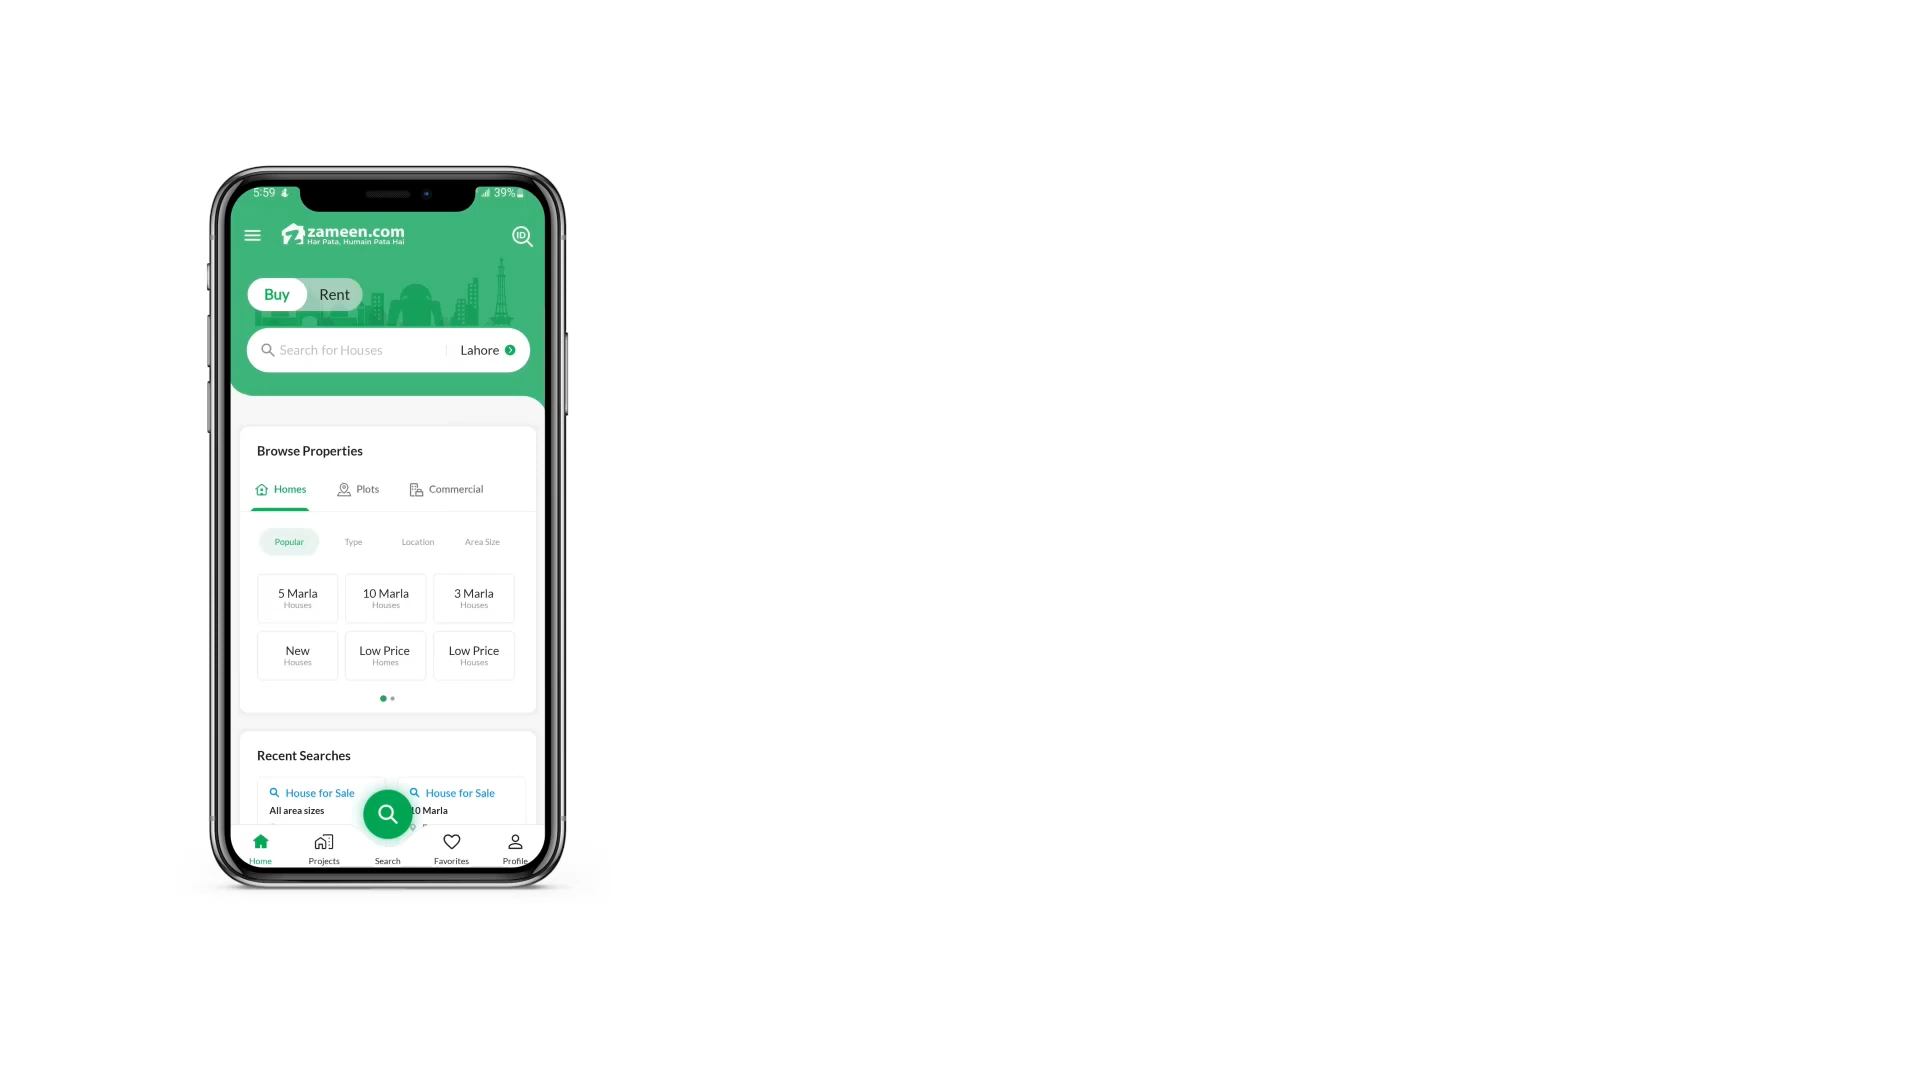 5:59
39%
zameen.com
Har Pata, Humain Pata Hai
ID
Buy Rent
Search for Houses Lahore
Browse Properties
Homes Plots Commercial
Popular Type Location Area Size
5 Marla 10 Marla 3 Marla
Houses Houses Houses
New Low Price Low Price
Houses Homes Houses
Recent Searches
House for Sale House for Sale
All area sizes 10 Marla
Home Projects Search Favorites Profile